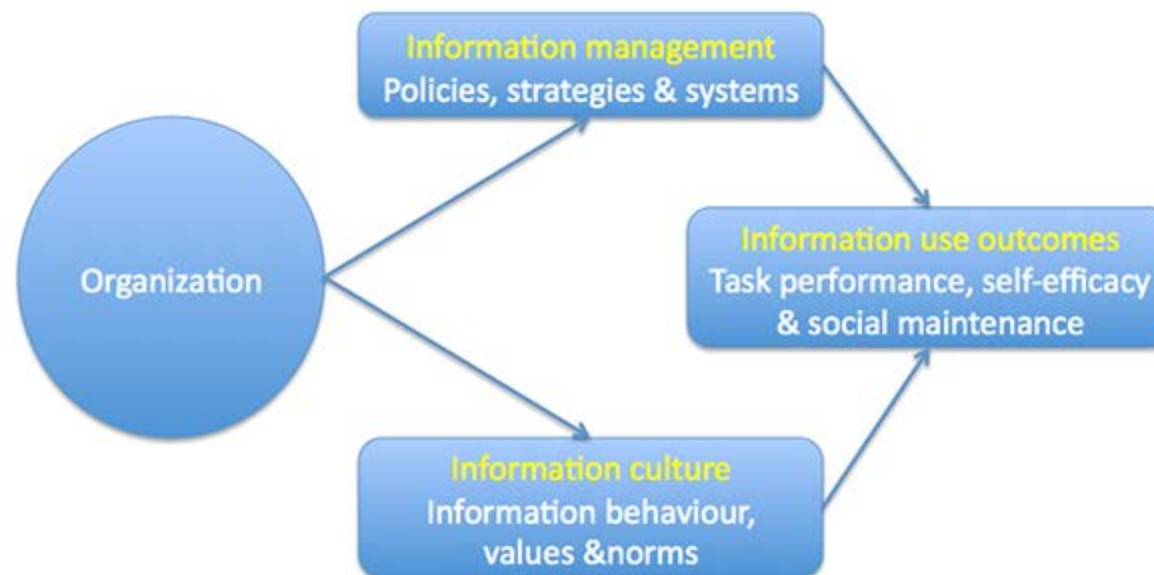 Information management
Policies, strategies & systems
Organization
Information use outcomes
Task performance, self-efficacy
& social maintenance
Information culture
Information behaviour,
values &norms